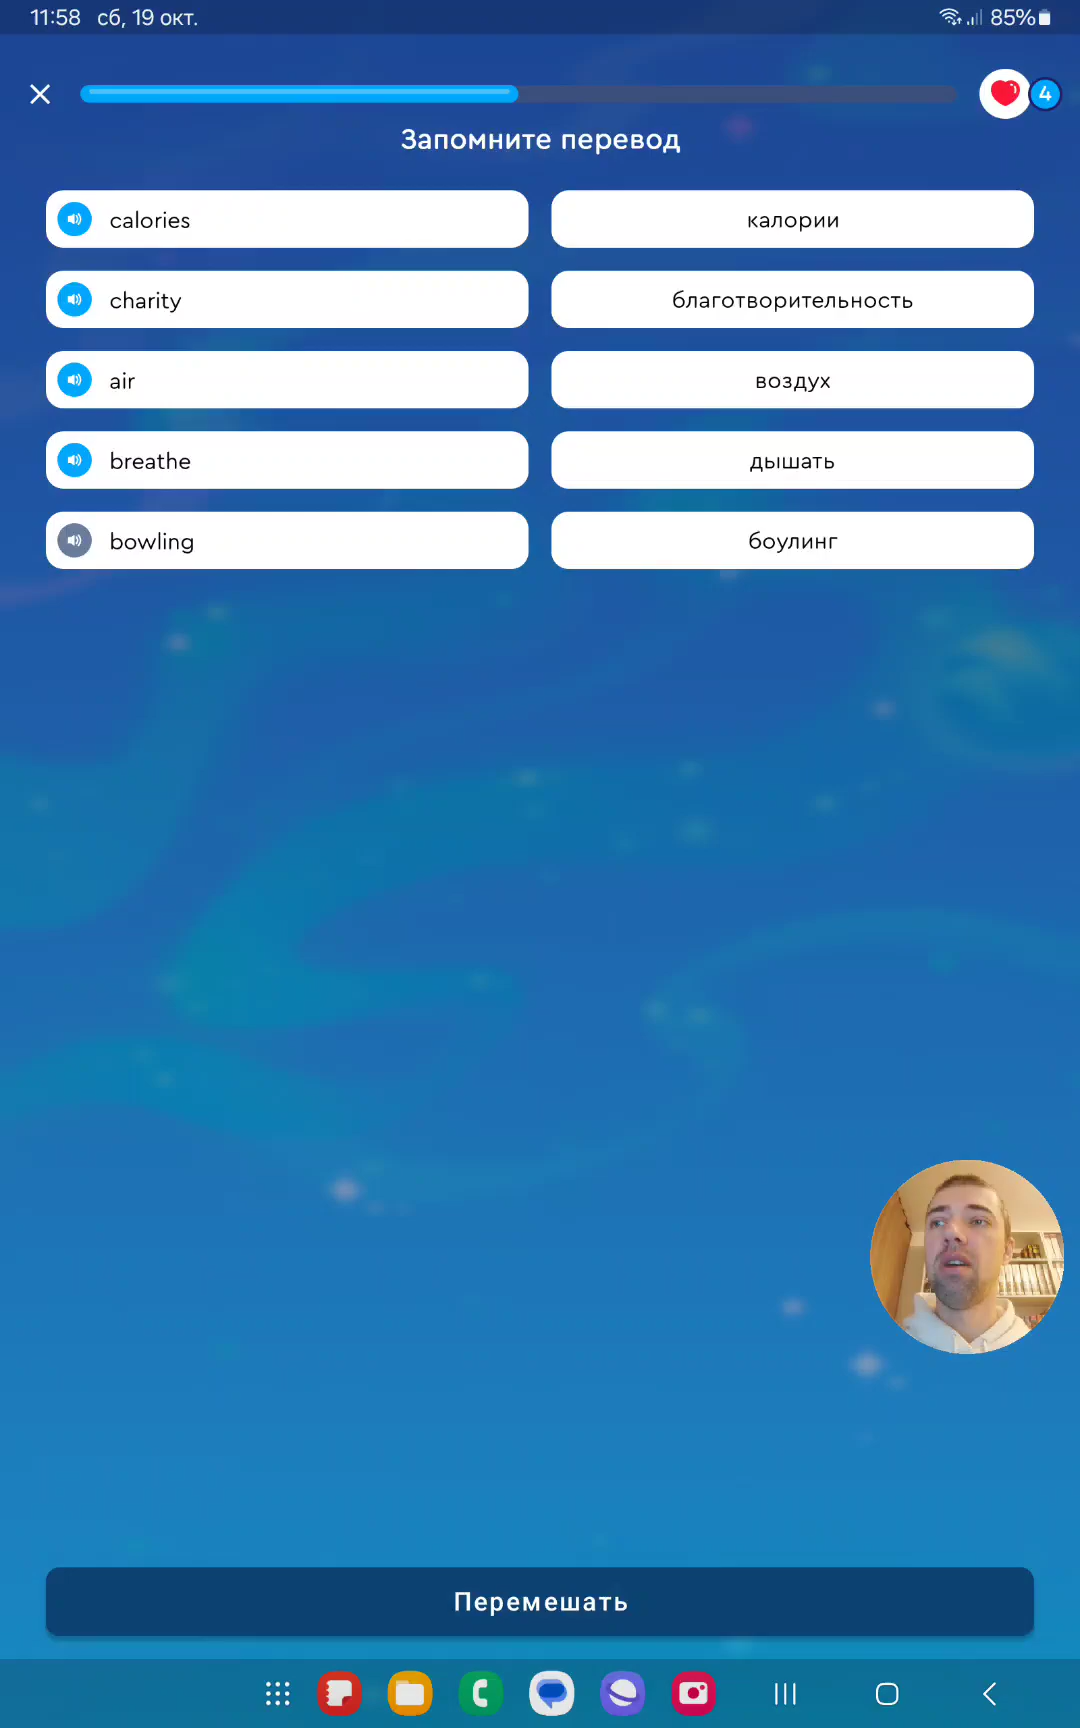 11:58 сб, 19 окт. 85%
4
Запомните перевод
calories калории
charity благотворительность
air воздух
breathe дышать
bowling боулинг
Перемешать